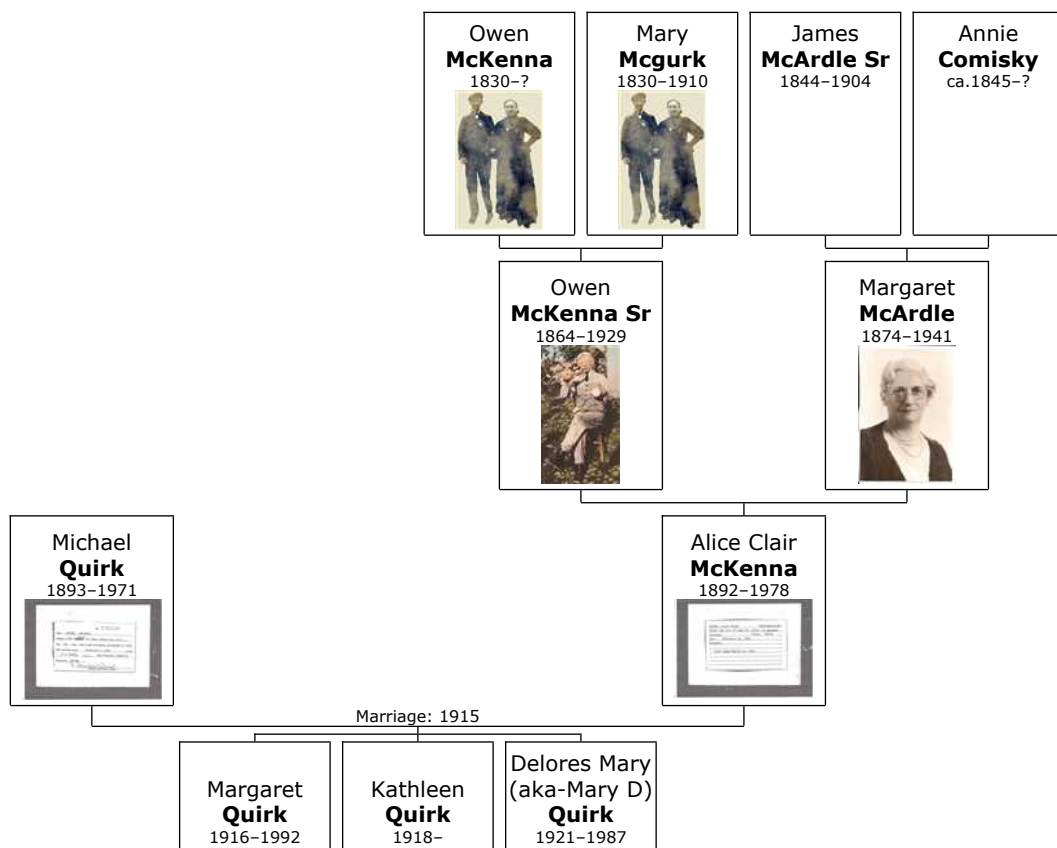 Owen
McKenna
1830–?
Mary
Mcgurk
1830–1910
James
McArdle Sr
1844–1904
Annie
Comisky
ca.1845–?
Owen
McKenna Sr
1864–1929
Margaret
McArdle
1874–1941
Michael
Quirk
1893–1971
Alice Clair
McKenna
1892–1978
Marriage: 1915
Margaret
Quirk
1916–1992
Kathleen
Quirk
1918–
Delores Mary
(aka-Mary D)
Quirk
1921–1987